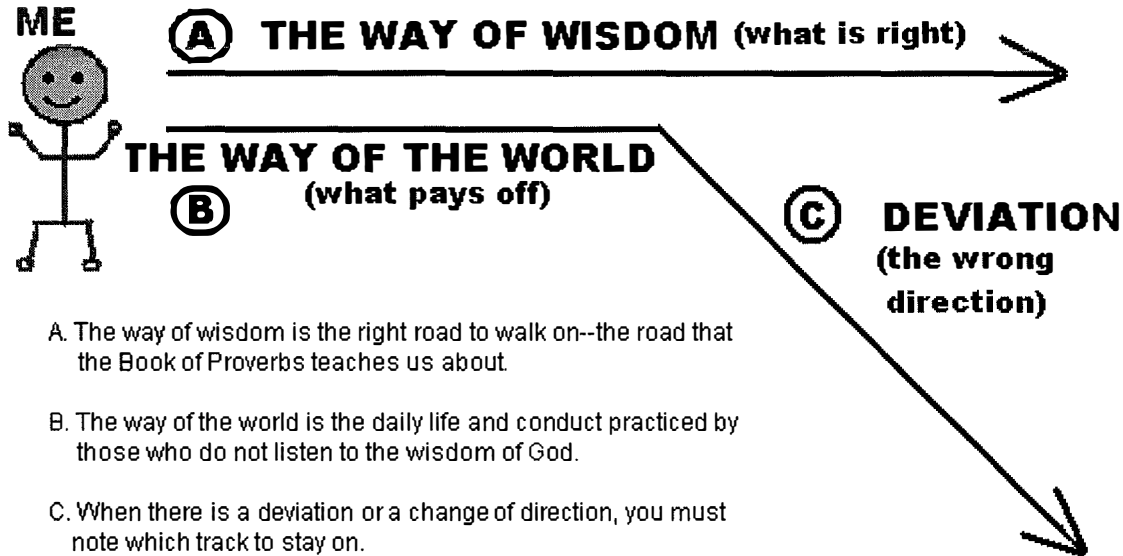 ME
A THE WAY OF WISDOM (what is right)
THE WAY OF THE WORLD
(what pays off)
B
C DEVIATION
(the wrong
direction)
A. The way of wisdom is the right road to walk on--the road that
the Book of Proverbs teaches us about.
B. The way of the world is the daily life and conduct practiced by
those who do not listen to the wisdom of God.
C. When there is a deviation or a change of direction, you must
note which track to stay on.